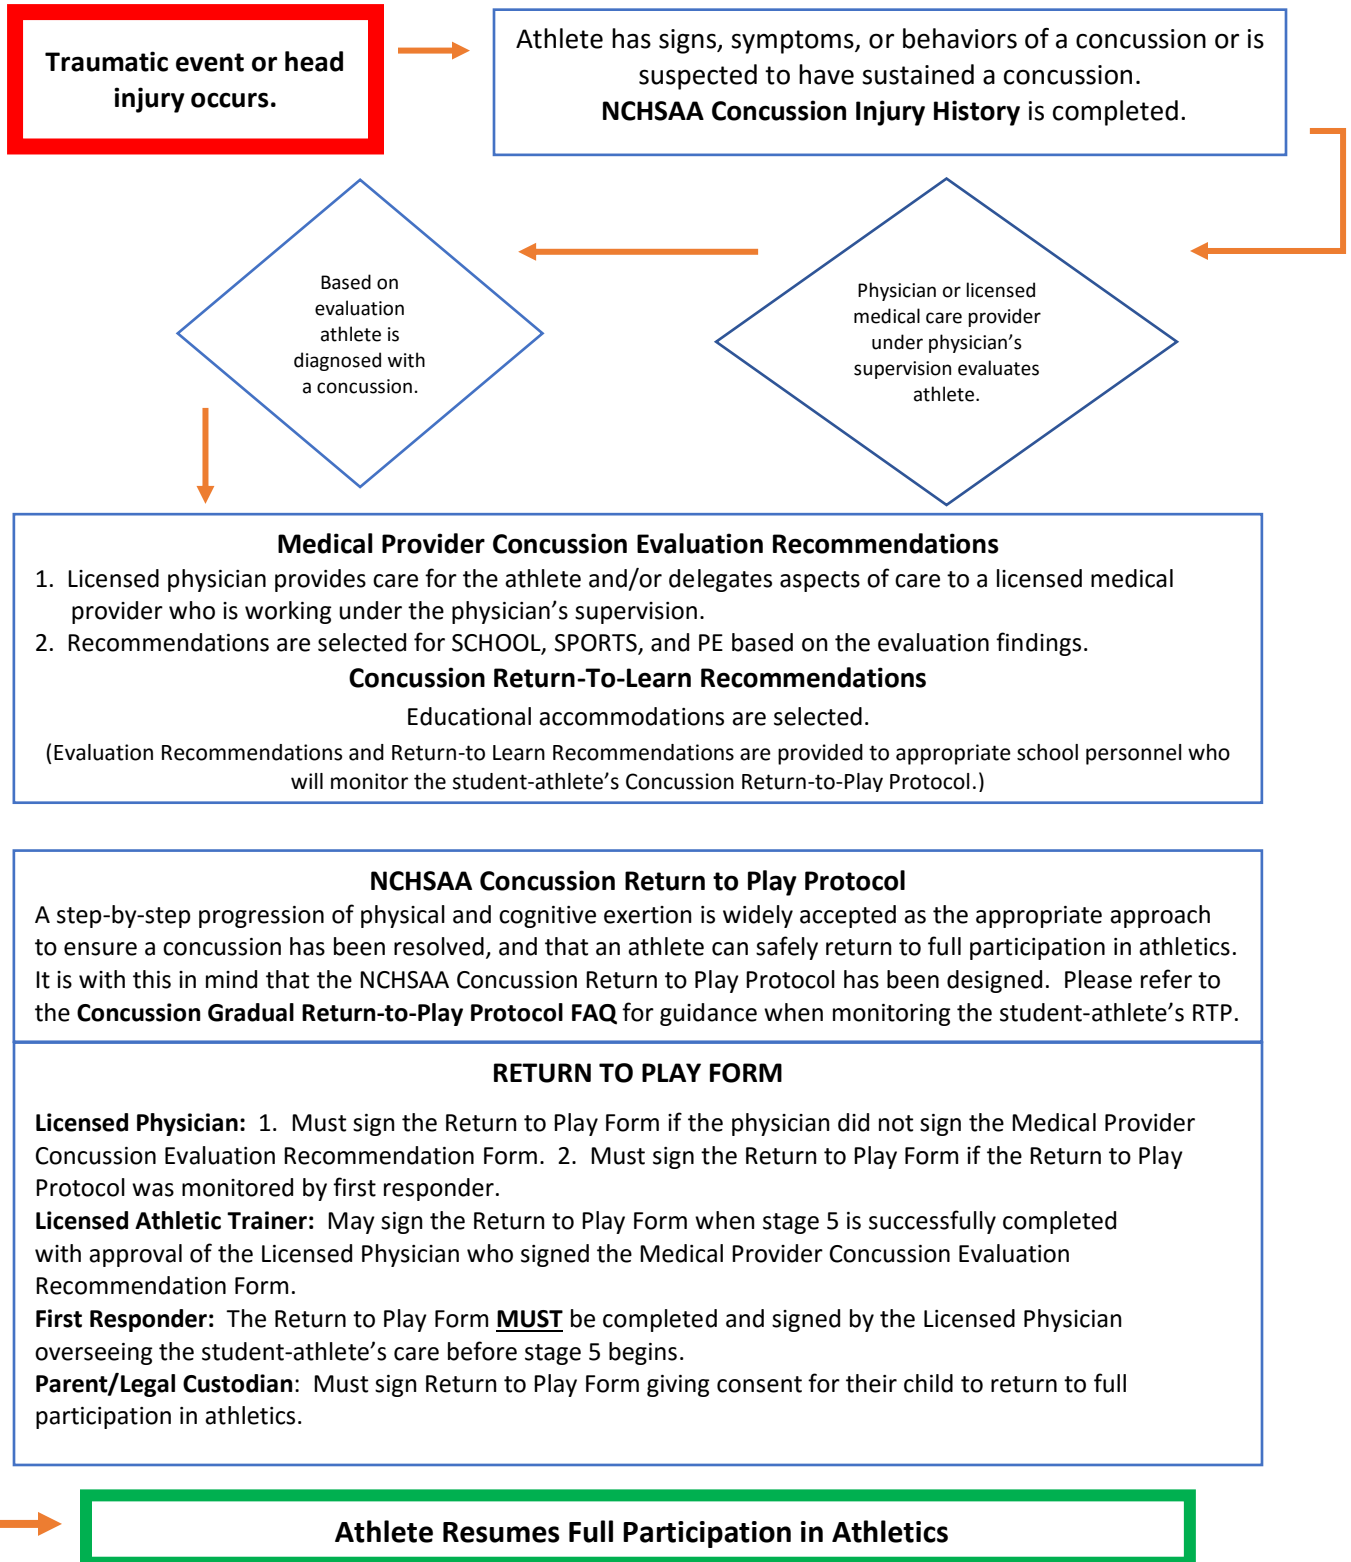 Traumatic event or head
injury occurs.
Athlete has signs, symptoms, or behaviors of a concussion or is
suspected to have sustained a concussion.
NCHSAA Concussion Injury History is completed.
Based on
evaluation
athlete is
diagnosed with
a concussion.
Physician or licensed
medical care provider
under physician’s
supervision evaluates
athlete.
Medical Provider Concussion Evaluation Recommendations
1. Licensed physician provides care for the athlete and/or delegates aspects of care to a licensed medical
provider who is working under the physician’s supervision.
2. Recommendations are selected for SCHOOL, SPORTS, and PE based on the evaluation findings.
Concussion Return-To-Learn Recommendations
Educational accommodations are selected.
(Evaluation Recommendations and Return-to Learn Recommendations are provided to appropriate school personnel who
will monitor the student-athlete’s Concussion Return-to-Play Protocol.)
NCHSAA Concussion Return to Play Protocol
A step-by-step progression of physical and cognitive exertion is widely accepted as the appropriate approach
to ensure a concussion has been resolved, and that an athlete can safely return to full participation in athletics.
It is with this in mind that the NCHSAA Concussion Return to Play Protocol has been designed. Please refer to
the Concussion Gradual Return-to-Play Protocol FAQ for guidance when monitoring the student-athlete’s RTP.
RETURN TO PLAY FORM
Licensed Physician: 1. Must sign the Return to Play Form if the physician did not sign the Medical Provider
Concussion Evaluation Recommendation Form. 2. Must sign the Return to Play Form if the Return to Play
Protocol was monitored by first responder.
Licensed Athletic Trainer: May sign the Return to Play Form when stage 5 is successfully completed
with approval of the Licensed Physician who signed the Medical Provider Concussion Evaluation
Recommendation Form.
First Responder: The Return to Play Form MUST be completed and signed by the Licensed Physician
overseeing the student-athlete’s care before stage 5 begins.
Parent/Legal Custodian: Must sign Return to Play Form giving consent for their child to return to full
participation in athletics.
Athlete Resumes Full Participation in Athletics